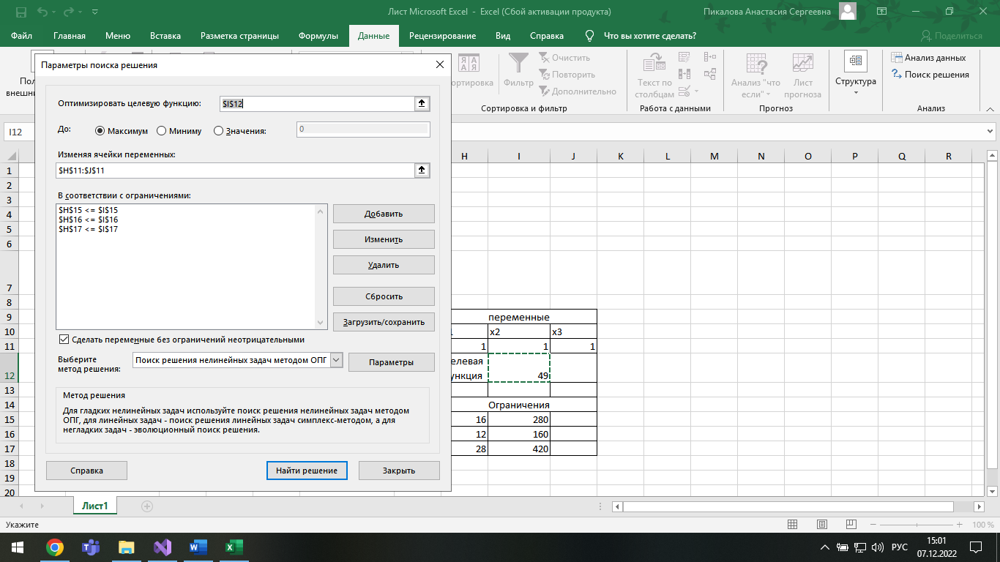 Лист Microsoft Excel - Excel (Сбой активации продукта)
Пикалова Анастасия Сергеевна
Файл Главная Меню Вставка Разметка страницы Формулы Данные Рецензирование Вид Справка Что вы хотите сделать? Поделиться
Параметры поиска решения
Оптимизировать целевую функцию: $I$12
До: Максимум Миниму Значения: 0
Изменяя ячейки переменных:
$H$11:$J$11
В соответствии с ограничениями:
$H$15 <= $I$15
$H$16 <= $I$16
$H$17 <= $I$17
Добавить
Изменить
Удалить
Сбросить
Загрузить/сохранить
Сделать переменные без ограничений неотрицательными
Выберите
метод решения:
Поиск решения нелинейных задач методом ОПГ
Параметры
Метод решения
Для гладких нелинейных задач используйте поиск решения нелинейных задач методом
ОПГ, для линейных задач - поиск решения линейных задач симплекс-методом, а для
негладких задач - эволюционный поиск решения.
Справка Найти решение Закрыть
Пол
внешни
ортировка
Фильтр
Очистить
Повторить
Дополнительно
Сортировка и фильтр
Текст по
столбцам
Работа с данными
Анализ "что
если"
Лист
прогноза
Прогноз
Структура
Анализ данных
Поиск решения
Анализ
I12
H I J K L M N O P Q R
1
2
3
4
5
6
7
8
9 переменные
10 x2 x3
11 1 1 1
елевая
12 ункция 49
13
14 Ограничения
15 16 280
16 12 160
17 28 420
18
19
20
Лист1
Укажите
100 %
РУС
15:01
07.12.2022